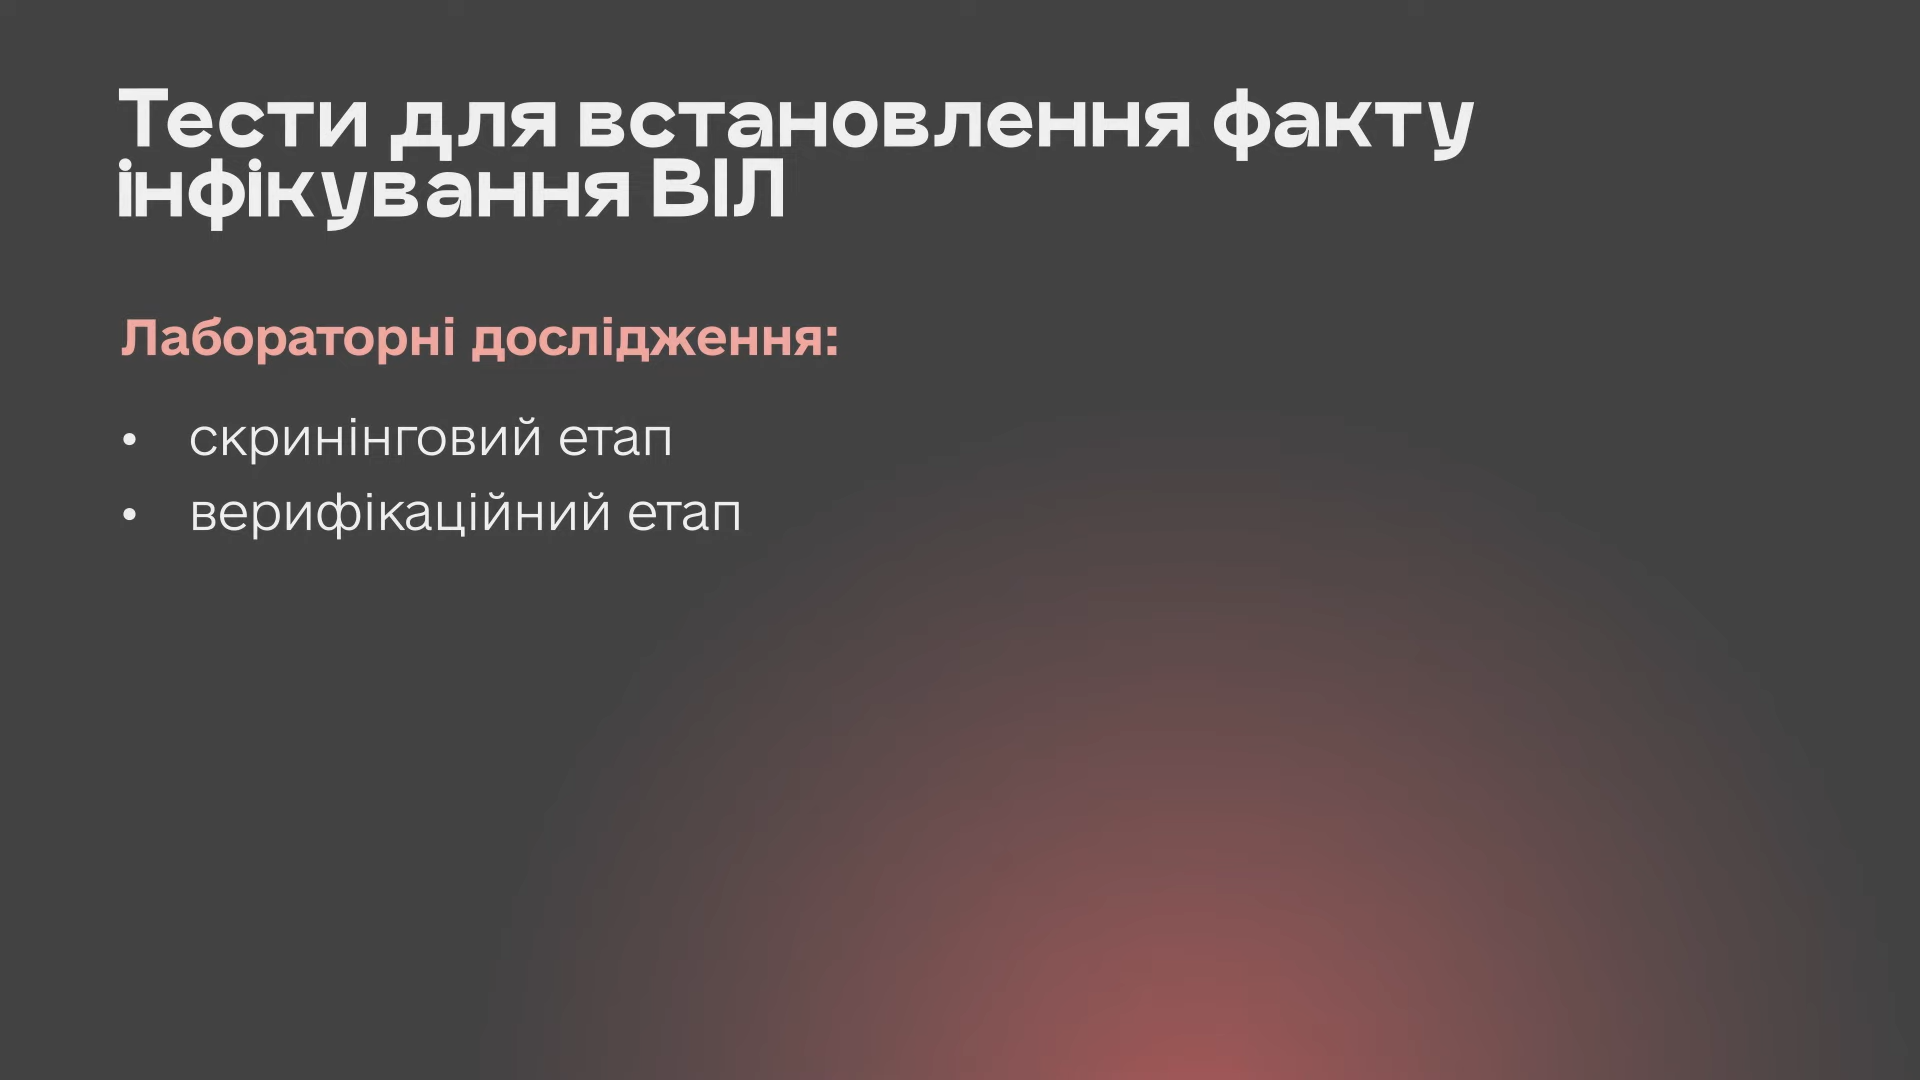 Тести для встановлення факту
інфікування ВІЛ
Лабораторні дослідження:
• скринінговий етап
• верифікаційний етап